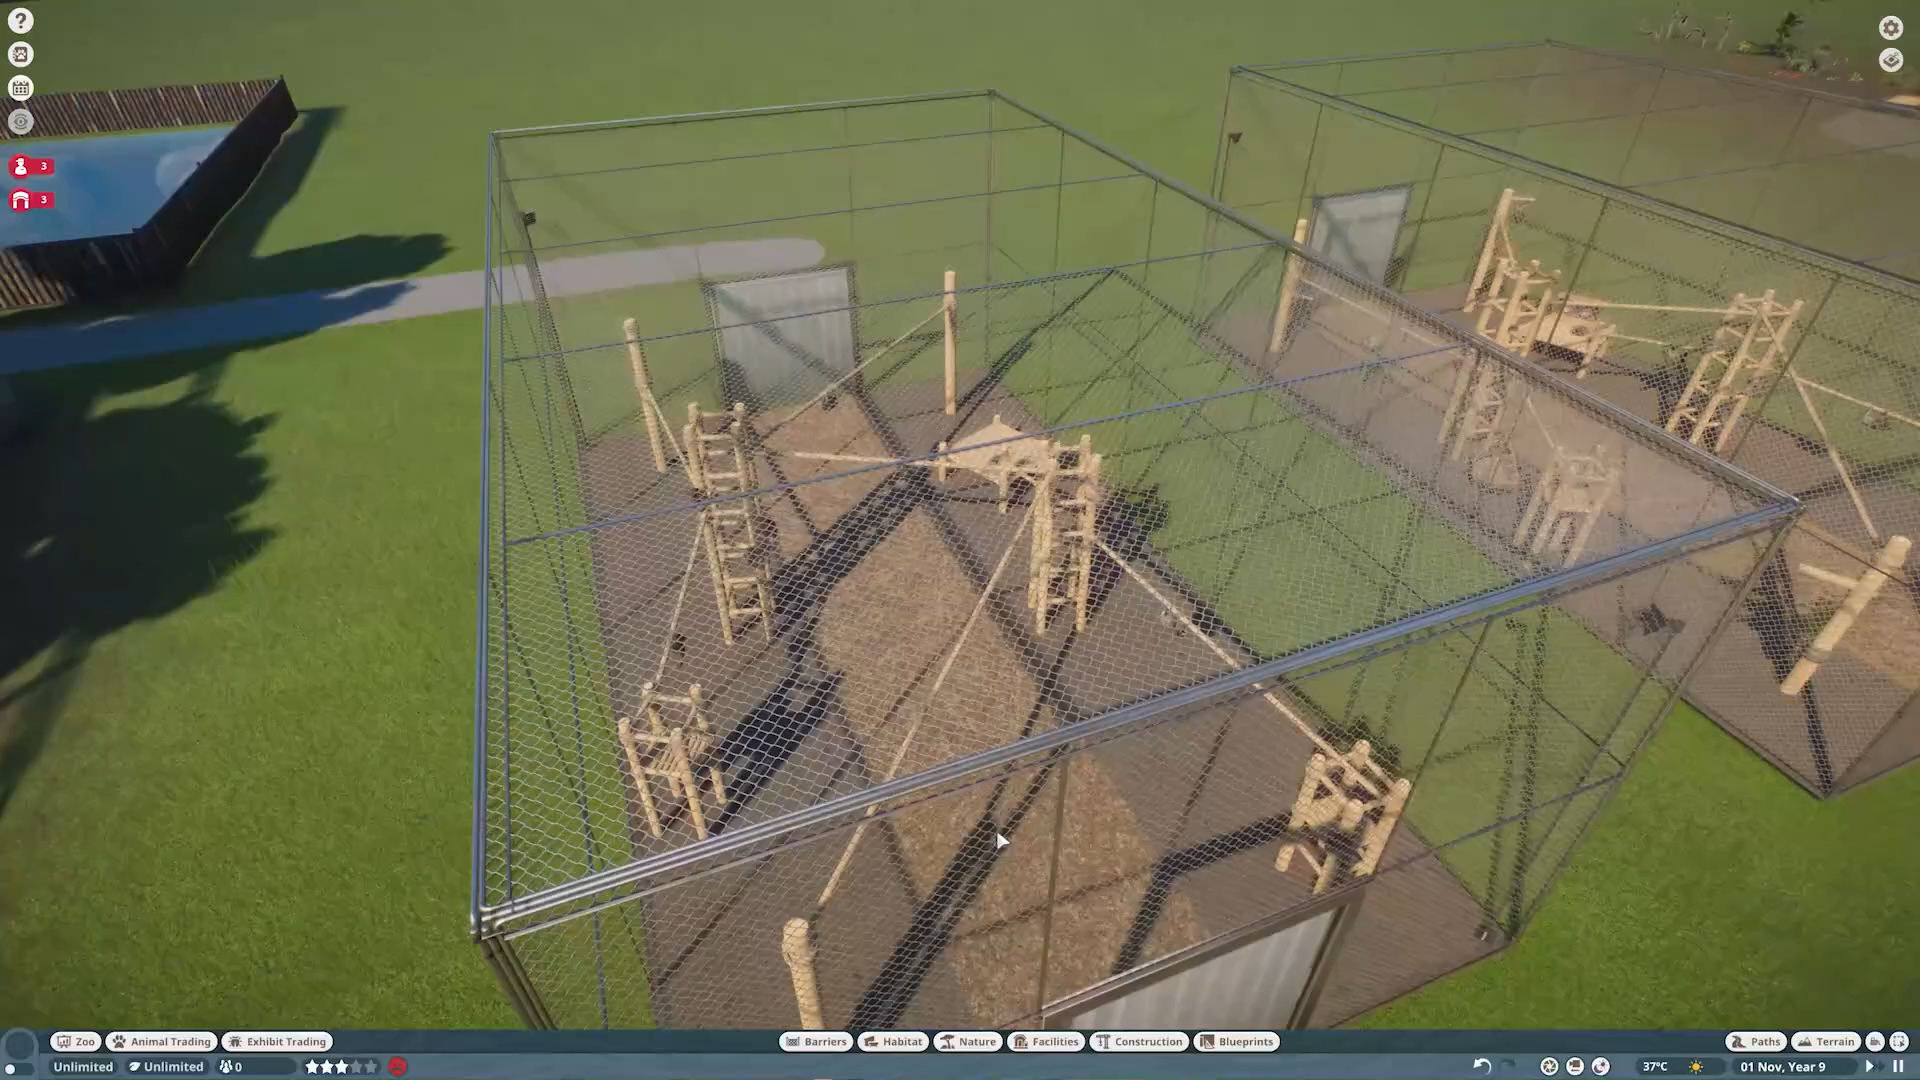 ?
3
3
Zoo
Animal Trading
Exhibit Trading
Barriers
Habitat
Nature
Facilities
Construction
Blueprints
Paths
Terrain
Unlimited
Unlimited
0
37°C
01 Nov, Year 9